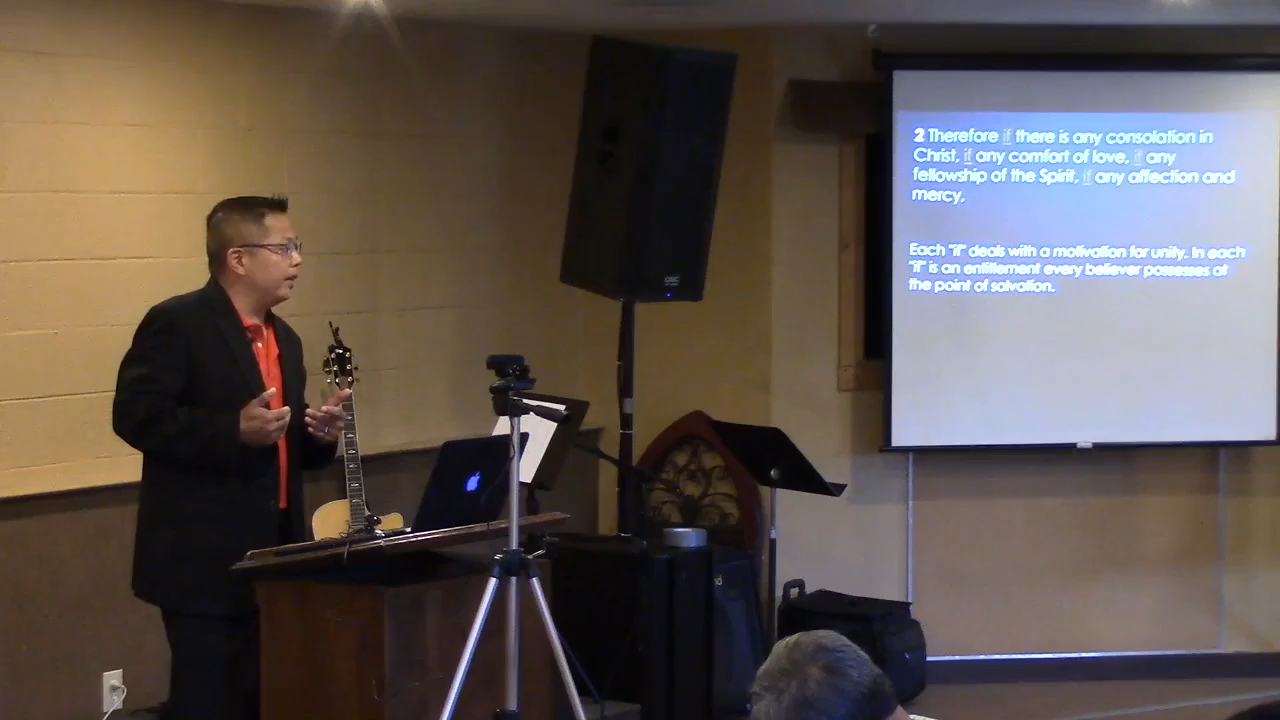 2 Therefore if there is any consolation in
Christ, if any comfort of love, if any
fellowship of the Spirit, if any affection and
mercy,
Each "if" deals with a motivation for unity. In each
"if" is an entitlement every believer possesses at
the point of salvation.
QSC